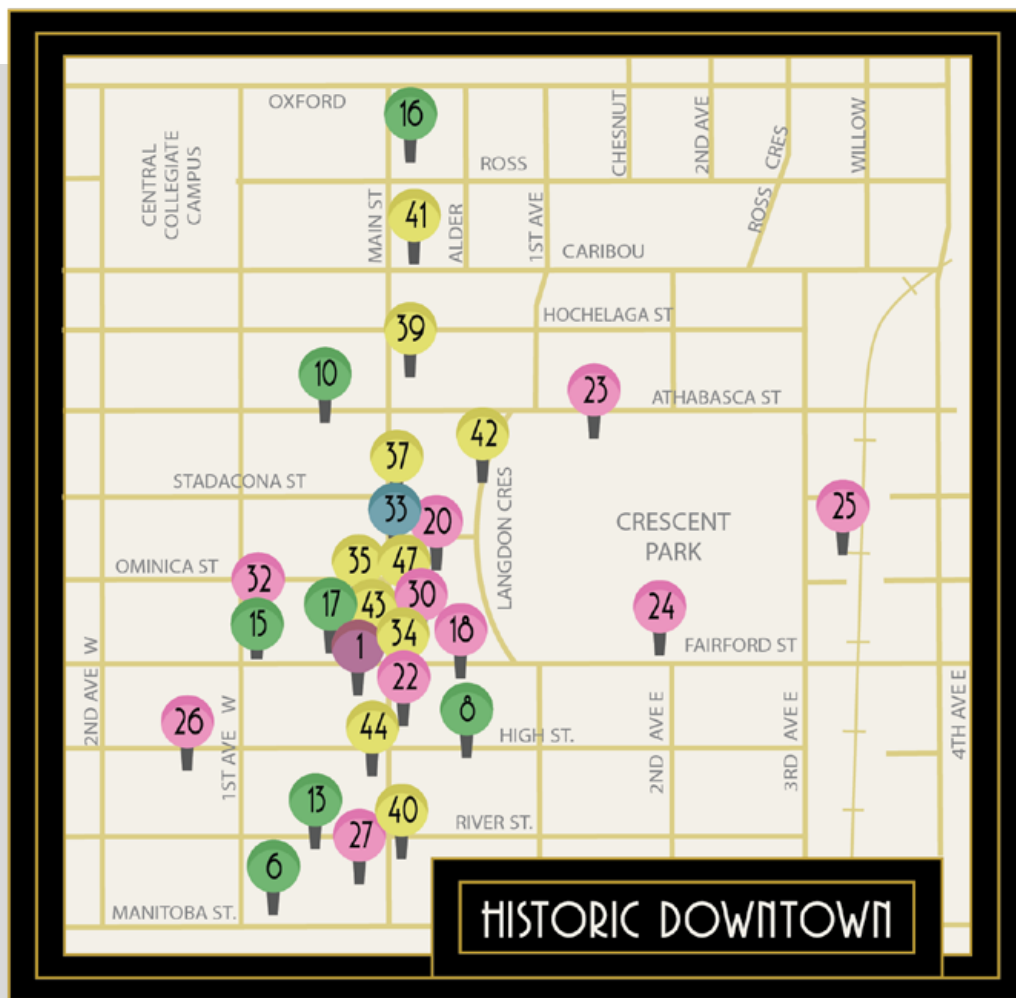 OXFORD
16
CENTRAL
COLLEGIATE
CAMPUS
MAIN ST
ALDER
ROSS
1ST AVE
CHESNUT
2ND AVE
ROSS CRES
WILLOW
41
CARIBOU
39
HOCHELAGA ST
10
23
ATHABASCA ST
42
37
STADACONA ST
33
20
LANGDON CRES
CRESCENT
PARK
25
35
47
OMINICA ST
32
30
17
43
24
15
34
18
1
FAIRFORD ST
22
2ND AVE W
1ST AVE W
26
44
8
HIGH ST.
2ND AVE E
3RD AVE E
4TH AVE E
13
40
27
RIVER ST.
6
MANITOBA ST.
HISTORIC DOWNTOWN